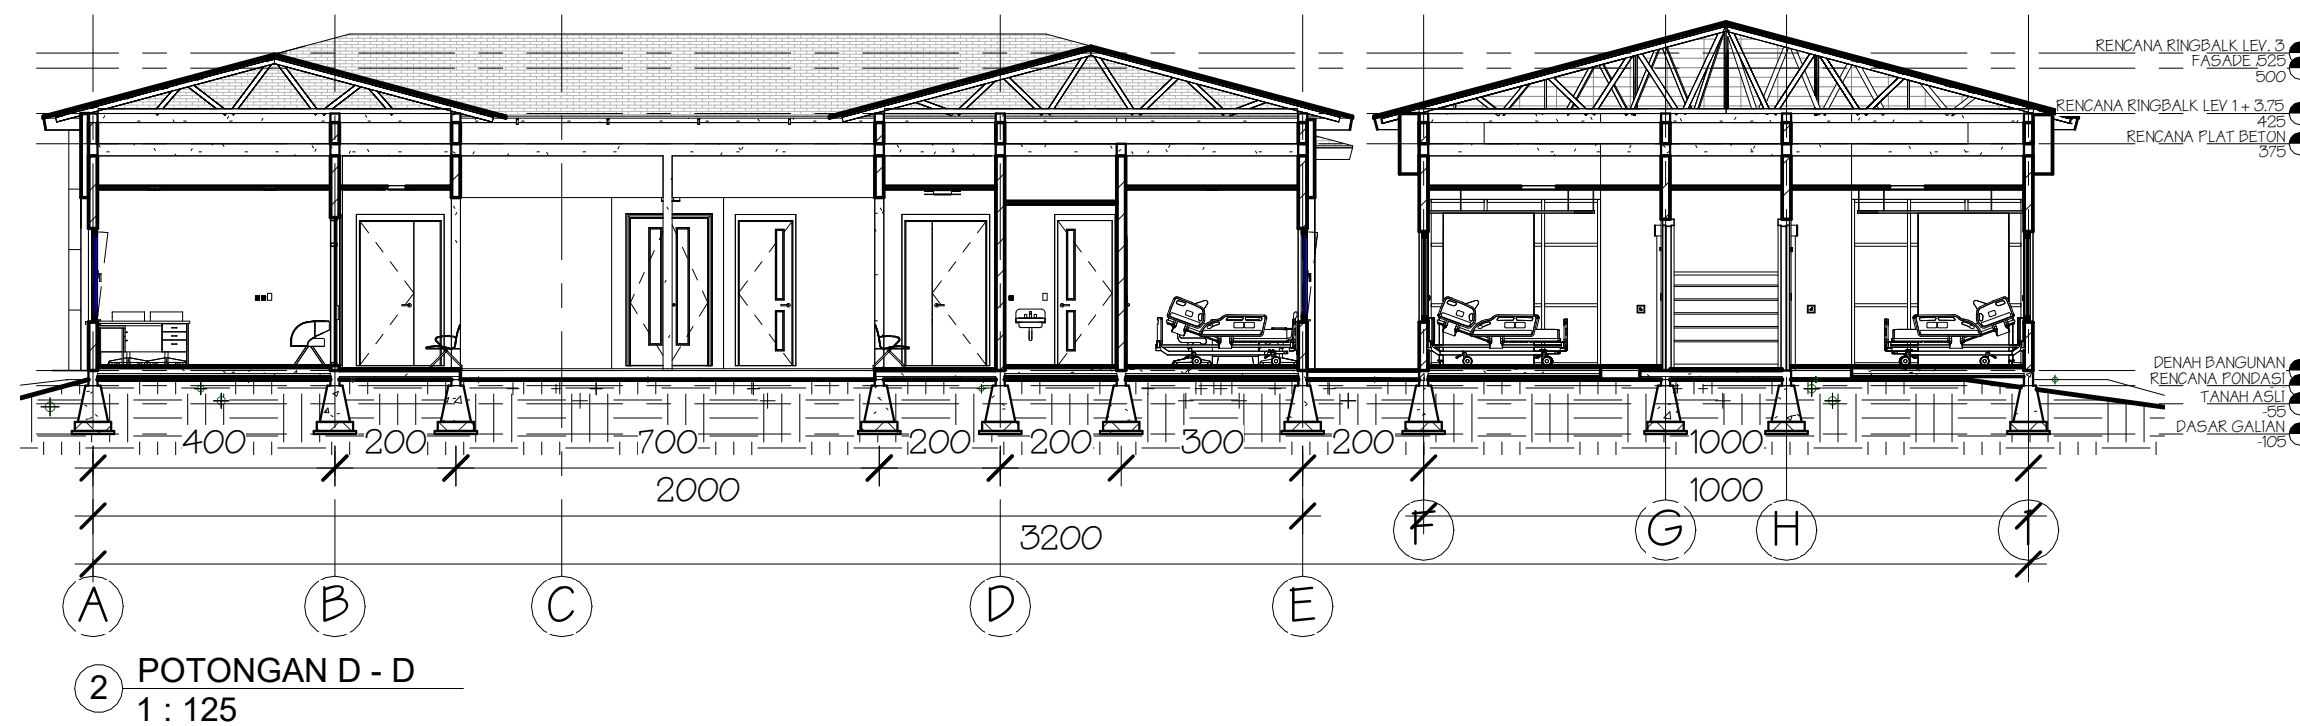 RENCANA RINGBALK LEV. 3
FASADE 525
500
RENCANA RINGBALK LEV 1 + 3.75
425
RENCANA PLAT BETON
375
DENAH BANGUNAN
RENCANA PONDASI
TANAH ASLI
-55
DASAR GALIAN
-105
400 200 700 200 200 300 200 1000
2000 1000
3200
F G H 1
A B C D E
2 POTONGAN D - D
1 : 125